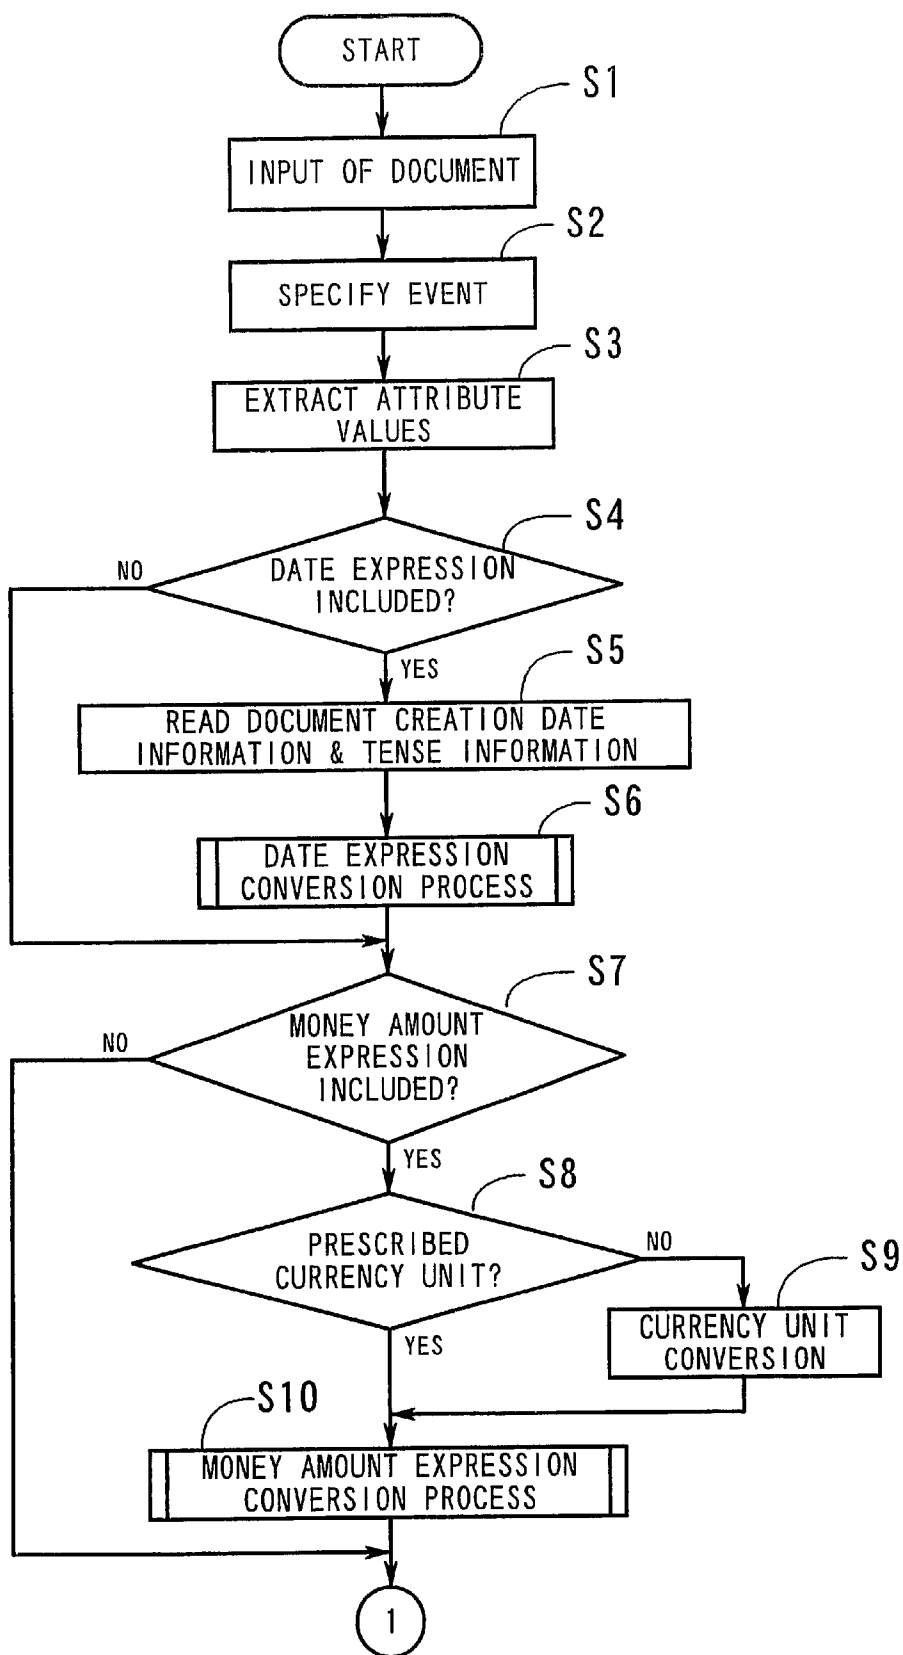 START
S1
INPUT OF DOCUMENT
S2
SPECIFY EVENT
S3
EXTRACT ATTRIBUTE
VALUES
S4
NO
DATE EXPRESSION
INCLUDED?
YES
S5
READ DOCUMENT CREATION DATE
INFORMATION & TENSE INFORMATION
S6
DATE EXPRESSION
CONVERSION PROCESS
S7
NO
MONEY AMOUNT
EXPRESSION
INCLUDED?
YES
S8
PRESCRIBED
CURRENCY UNIT?
NO
S9
CURRENCY UNIT
CONVERSION
YES
S10
MONEY AMOUNT EXPRESSION
CONVERSION PROCESS
1